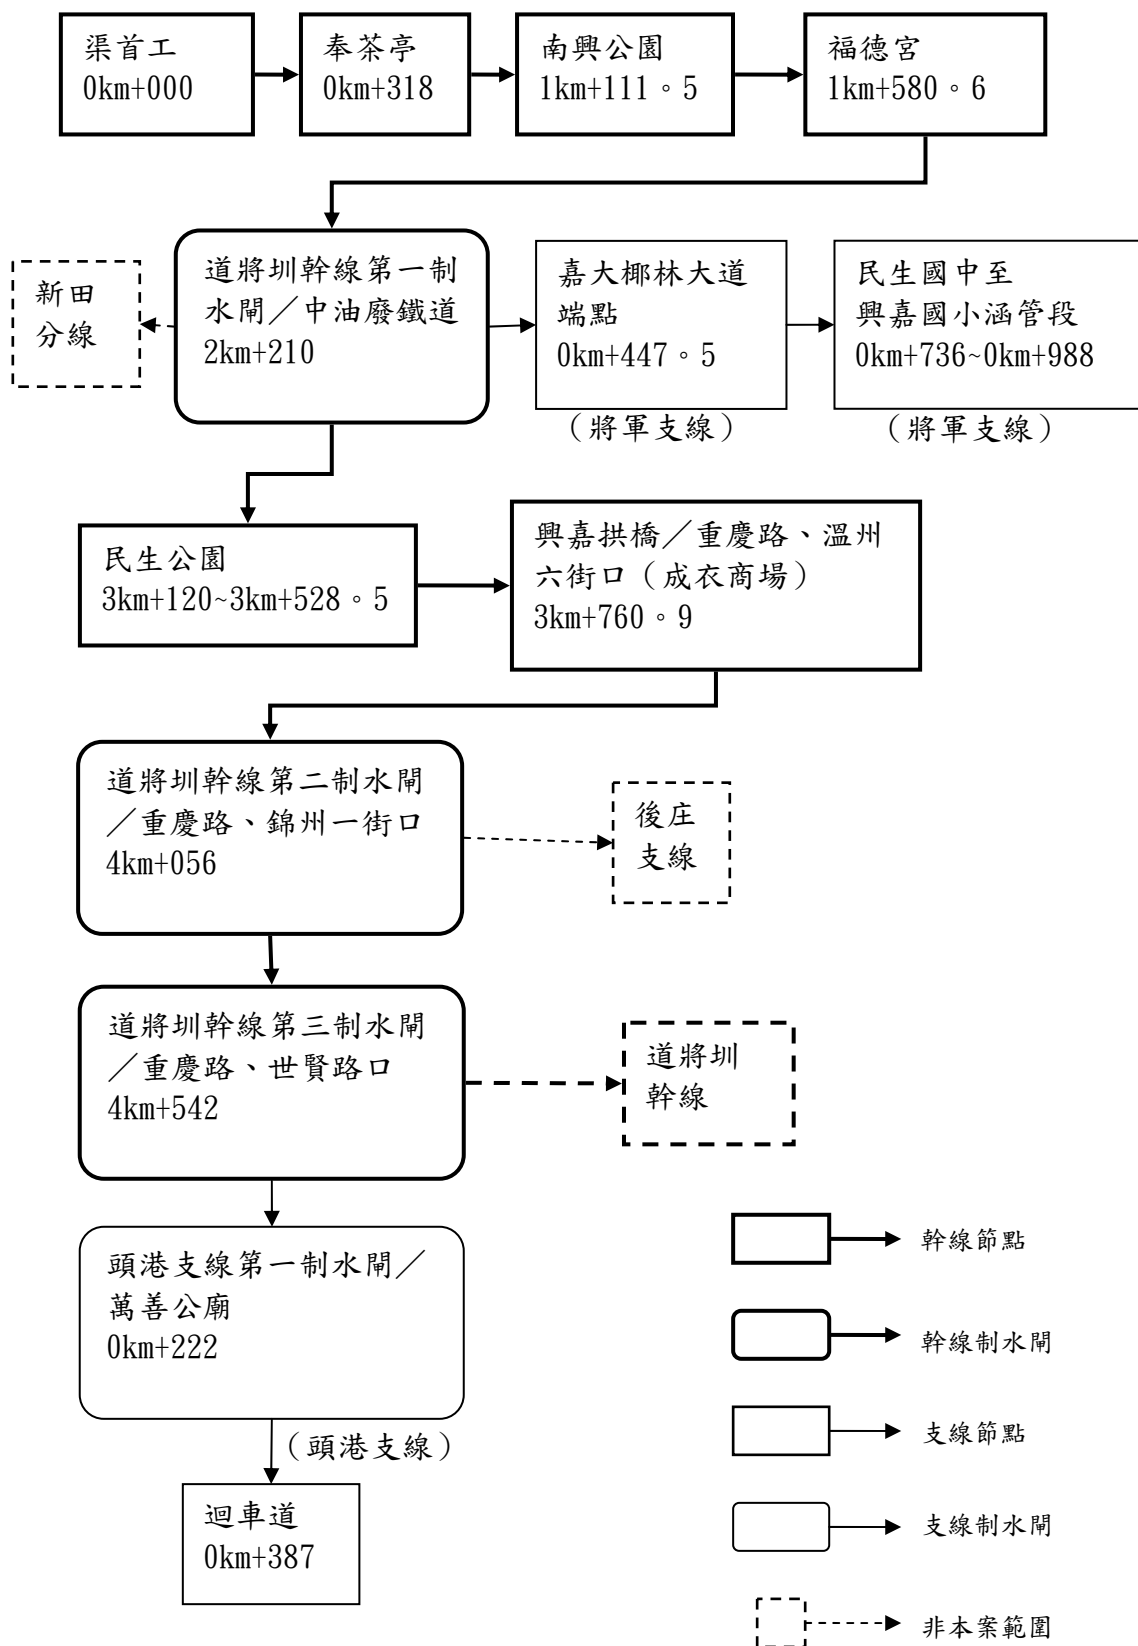 渠首工
0km+000
奉茶亭
0km+318
南興公園
1km+111。5
福德宮
1km+580。6
新田
分線
道將圳幹線第一制
水閘／中油廢鐵道
2km+210
嘉大椰林大道
端點
0km+447。5
（將軍支線）
民生國中至
興嘉國小涵管段
0km+736~0km+988
（將軍支線）
民生公園
3km+120~3km+528。5
興嘉拱橋／重慶路、溫州
六街口（成衣商場）
3km+760。9
道將圳幹線第二制水閘
／重慶路、錦州一街口
4km+056
後庄
支線
道將圳幹線第三制水閘
／重慶路、世賢路口
4km+542
道將圳
幹線
頭港支線第一制水閘／
萬善公廟
0km+222
（頭港支線）
迴車道
0km+387
幹線節點
幹線制水閘
支線節點
支線制水閘
非本案範圍